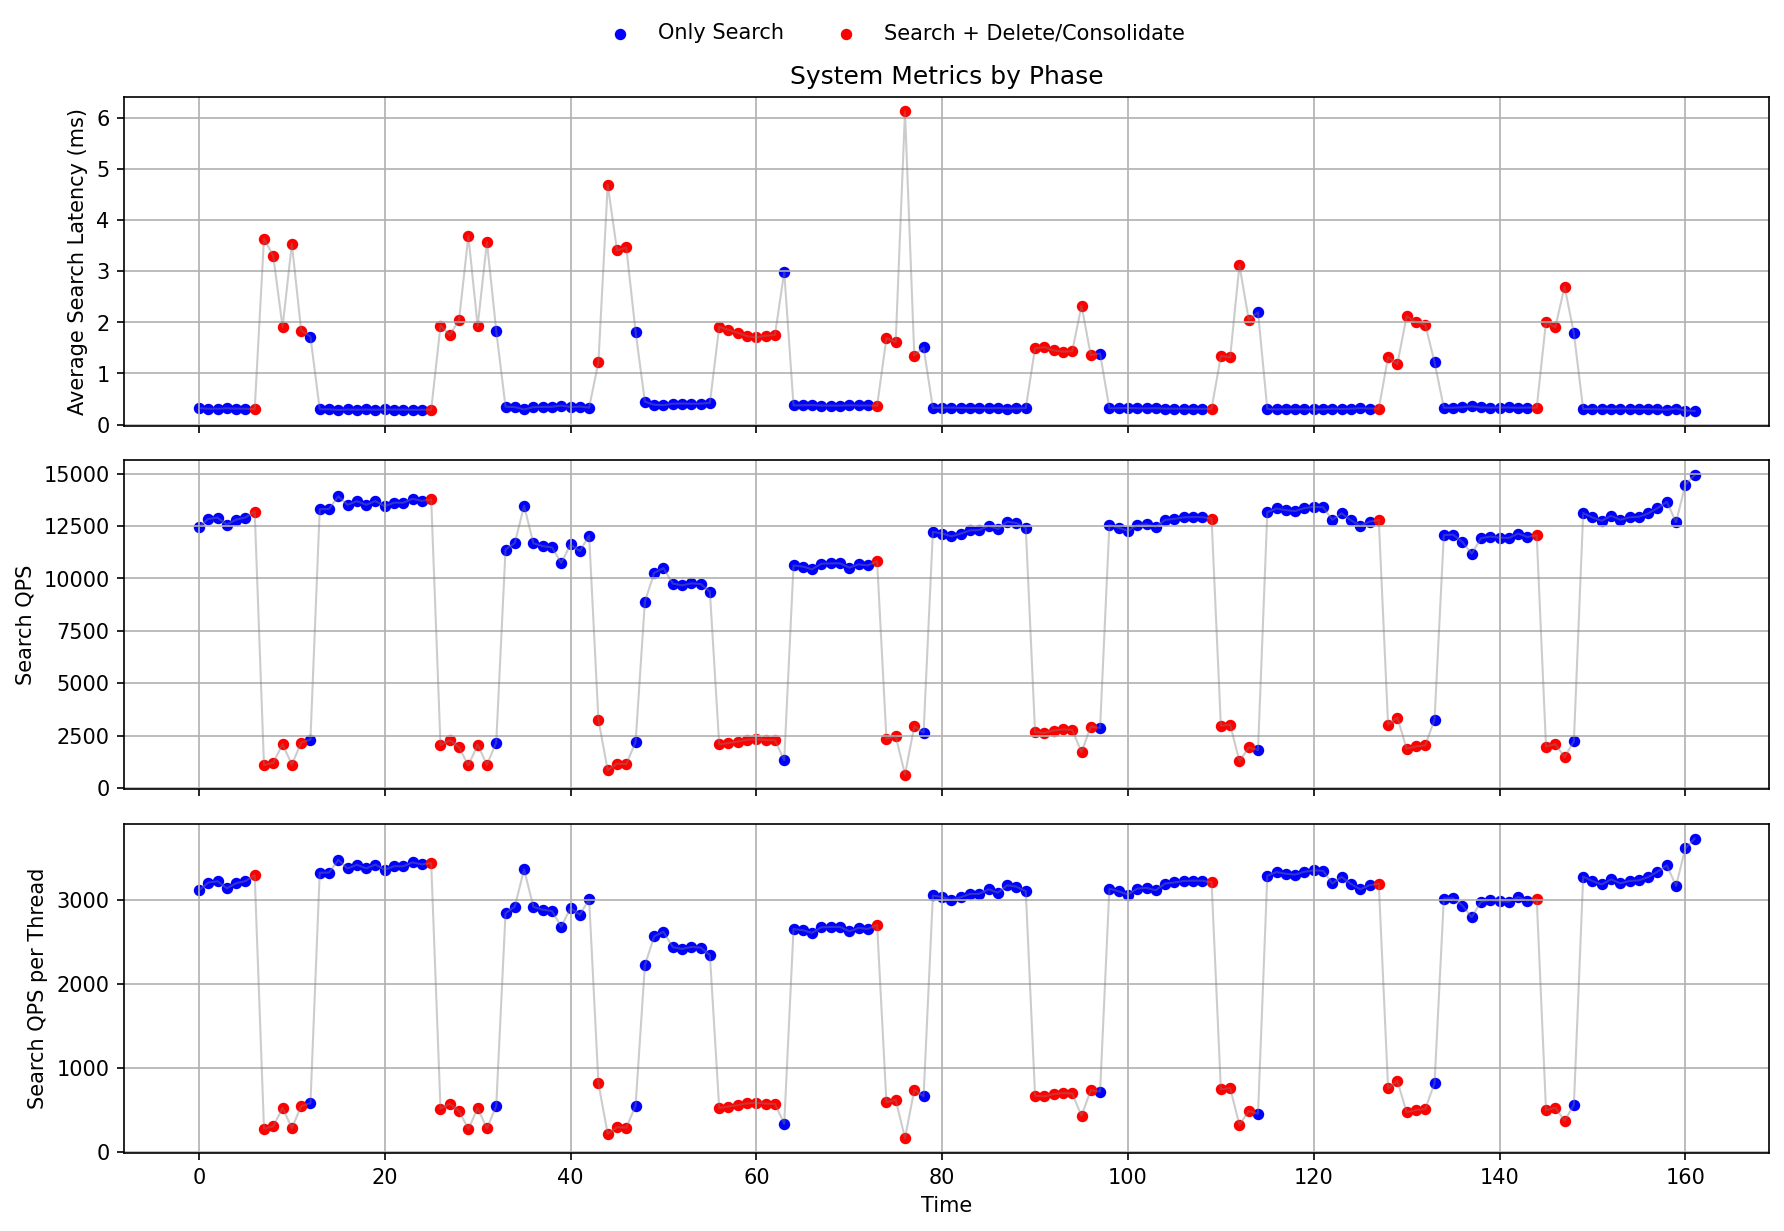 Only Search
Search + Delete/Consolidate
System Metrics by Phase
Average Search Latency (ms)
6
5
4
3
2
1
0
Search QPS
15000
12500
10000
7500
5000
2500
0
Search QPS per Thread
3000
2000
1000
0
0 20 40 60 80 100 120 140 160
Time